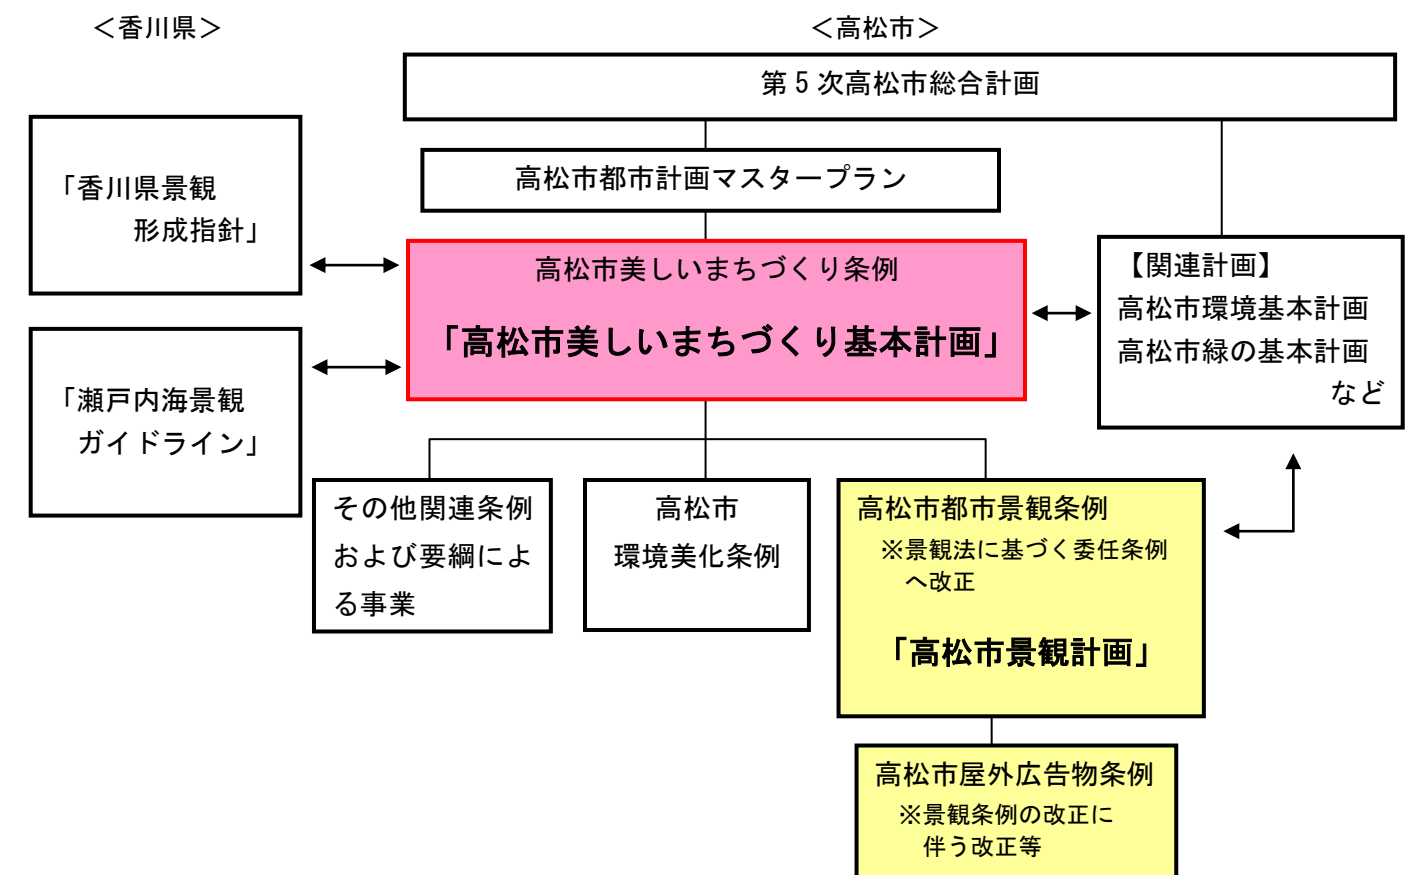 ＜香川県＞
＜高松市＞
第5次高松市総合計画
高松市都市計画マスタープラン
「香川県景観
形成指針」
「瀬戸内海景観
ガイドライン」
高松市美しいまちづくり条例
「高松市美しいまちづくり基本計画」
【関連計画】
高松市環境基本計画
高松市緑の基本計画
など
その他関連条例
および要綱によ
る事業
高松市
環境美化条例
高松市都市景観条例
※景観法に基づく委任条例
へ改正
「高松市景観計画」
高松市屋外広告物条例
※景観条例の改正に
伴う改正等